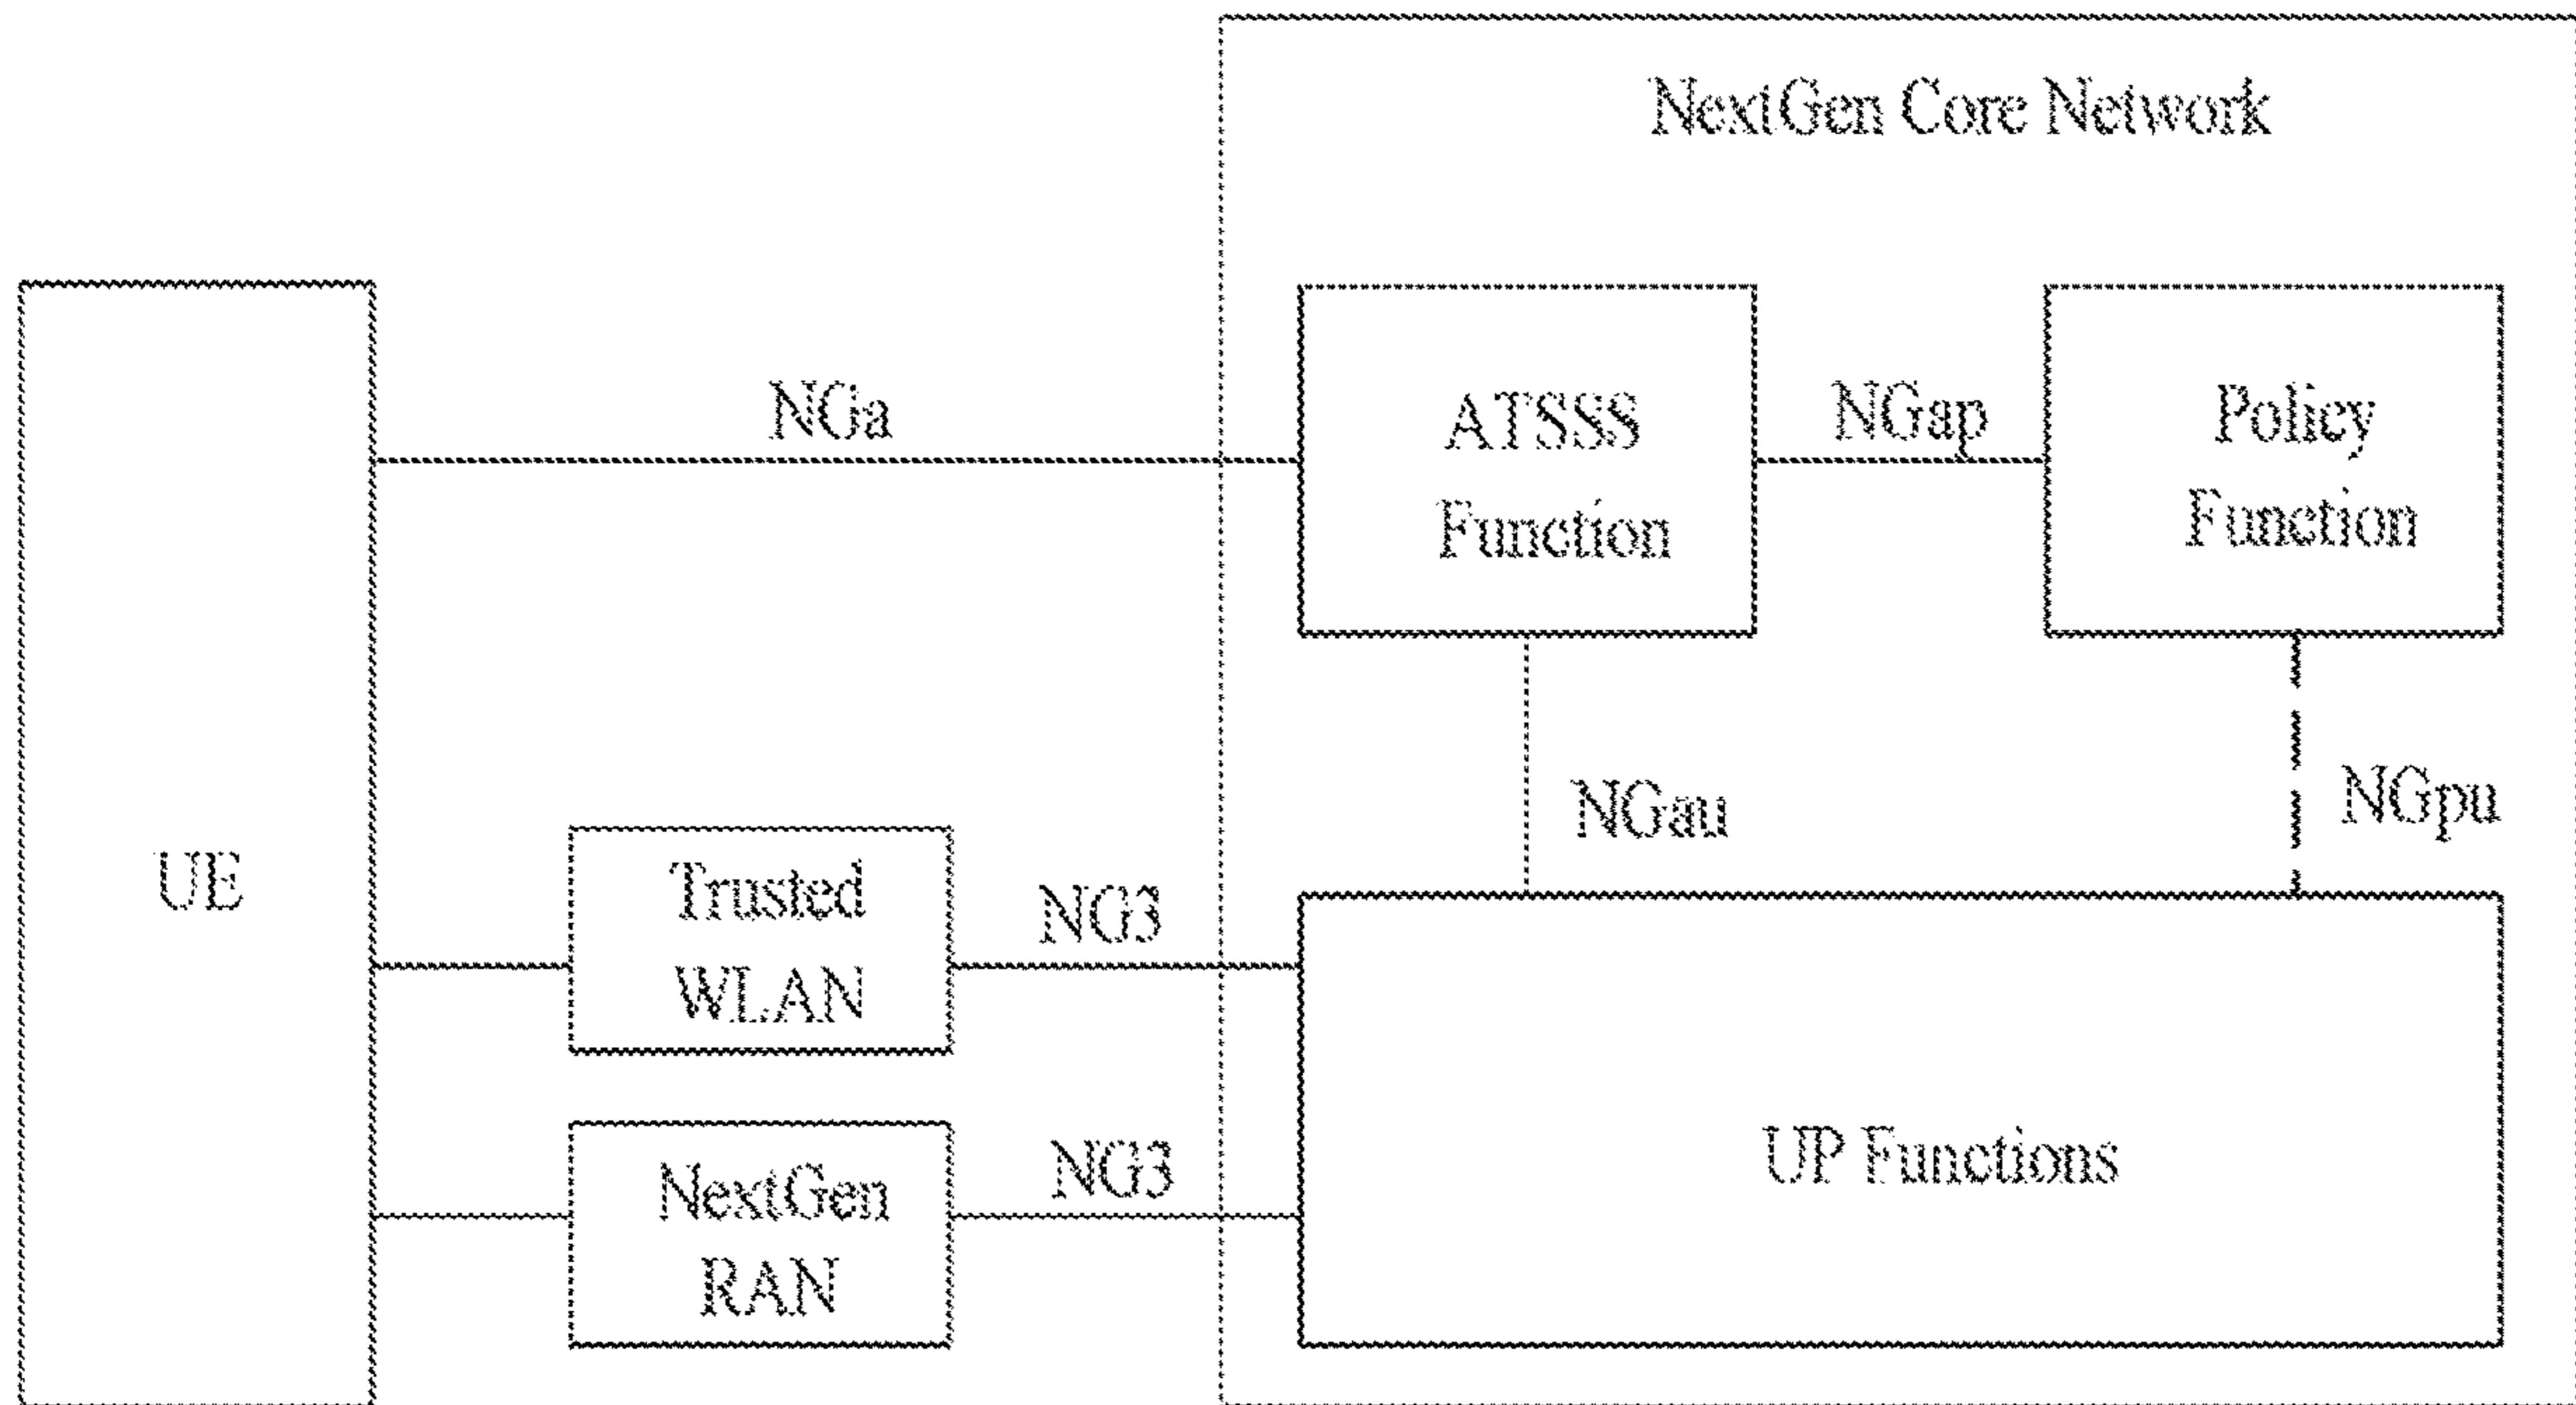 NextGen Core Network
NGa
ATSSS
Function
NGap
Policy
Function
NGau
NGpu
UE
Trusted
WLAN
NG3
NextGen
RAN
NG3
UP Functions